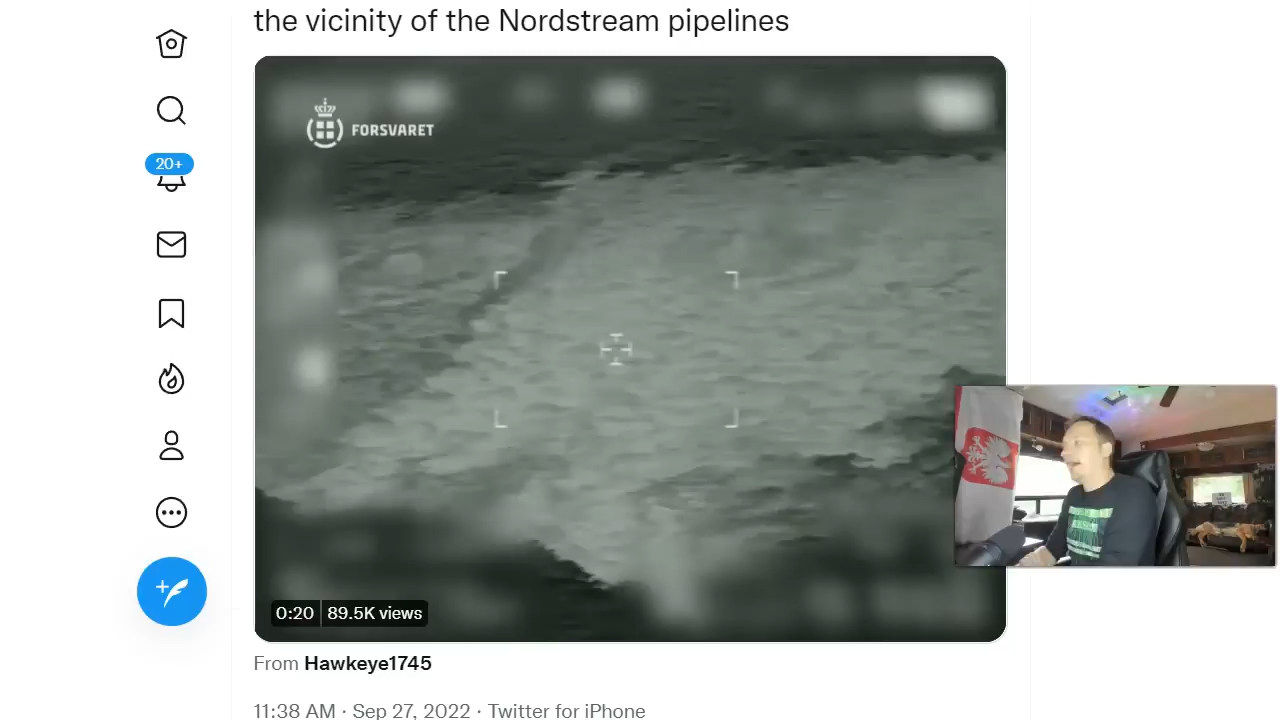 the vicinity of the Nordstream pipelines
FORSVARET
20+
0:20 89.5K views
From Hawkeye1745
11:38 AM · Sep 27, 2022 · Twitter for iPhone